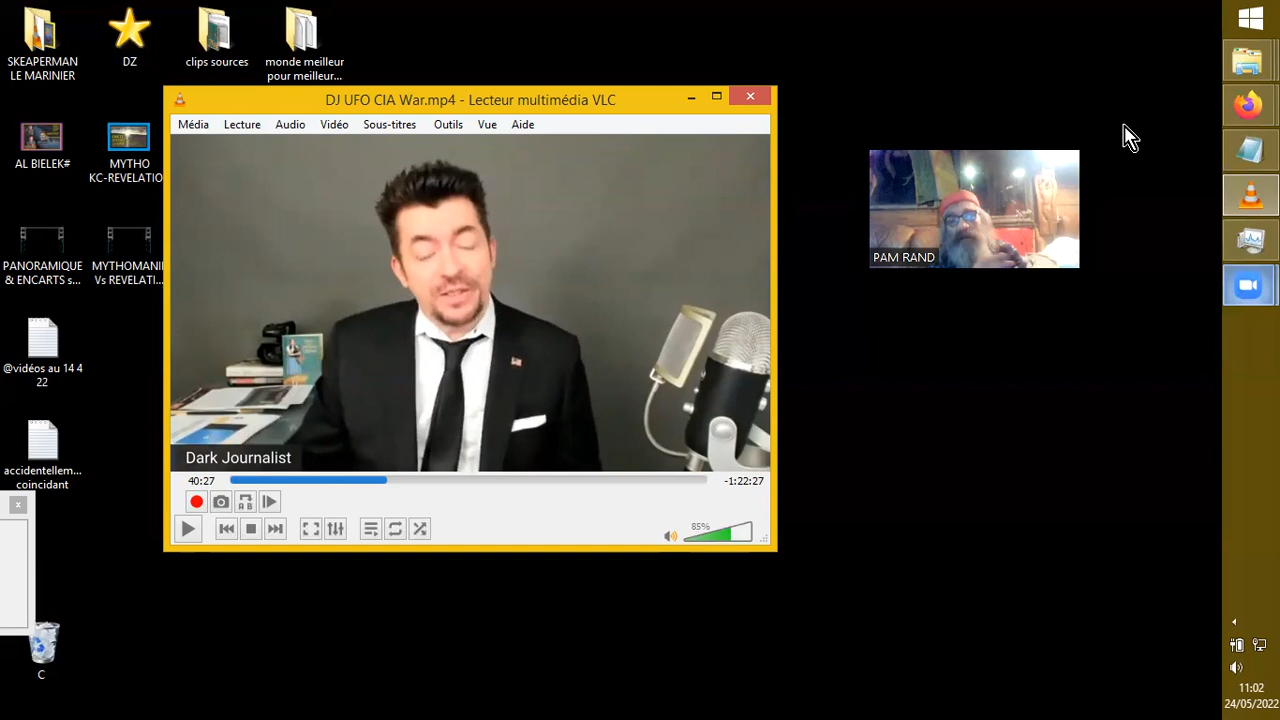 SKEAPERMAN
LE MARINIER
DZ
clips sources
monde meilleur
pour meilleur...
AL BIELEK#
MYTHO
KC-REVELATIO
PANORAMIQUE
& ENCARTS s...
MYTHOMANI
Vs REVELATI...
@vidéos au 14 4
22
accidentellem...
coincidant
C
DJ UFO CIA War.mp4 - Lecteur multimédia VLC
Média Lecture Audio Vidéo Sous-titres Outils Vue Aide
Dark Journalist
40:27 -1:22:27
85%
PAM RAND
11:02
24/05/2022